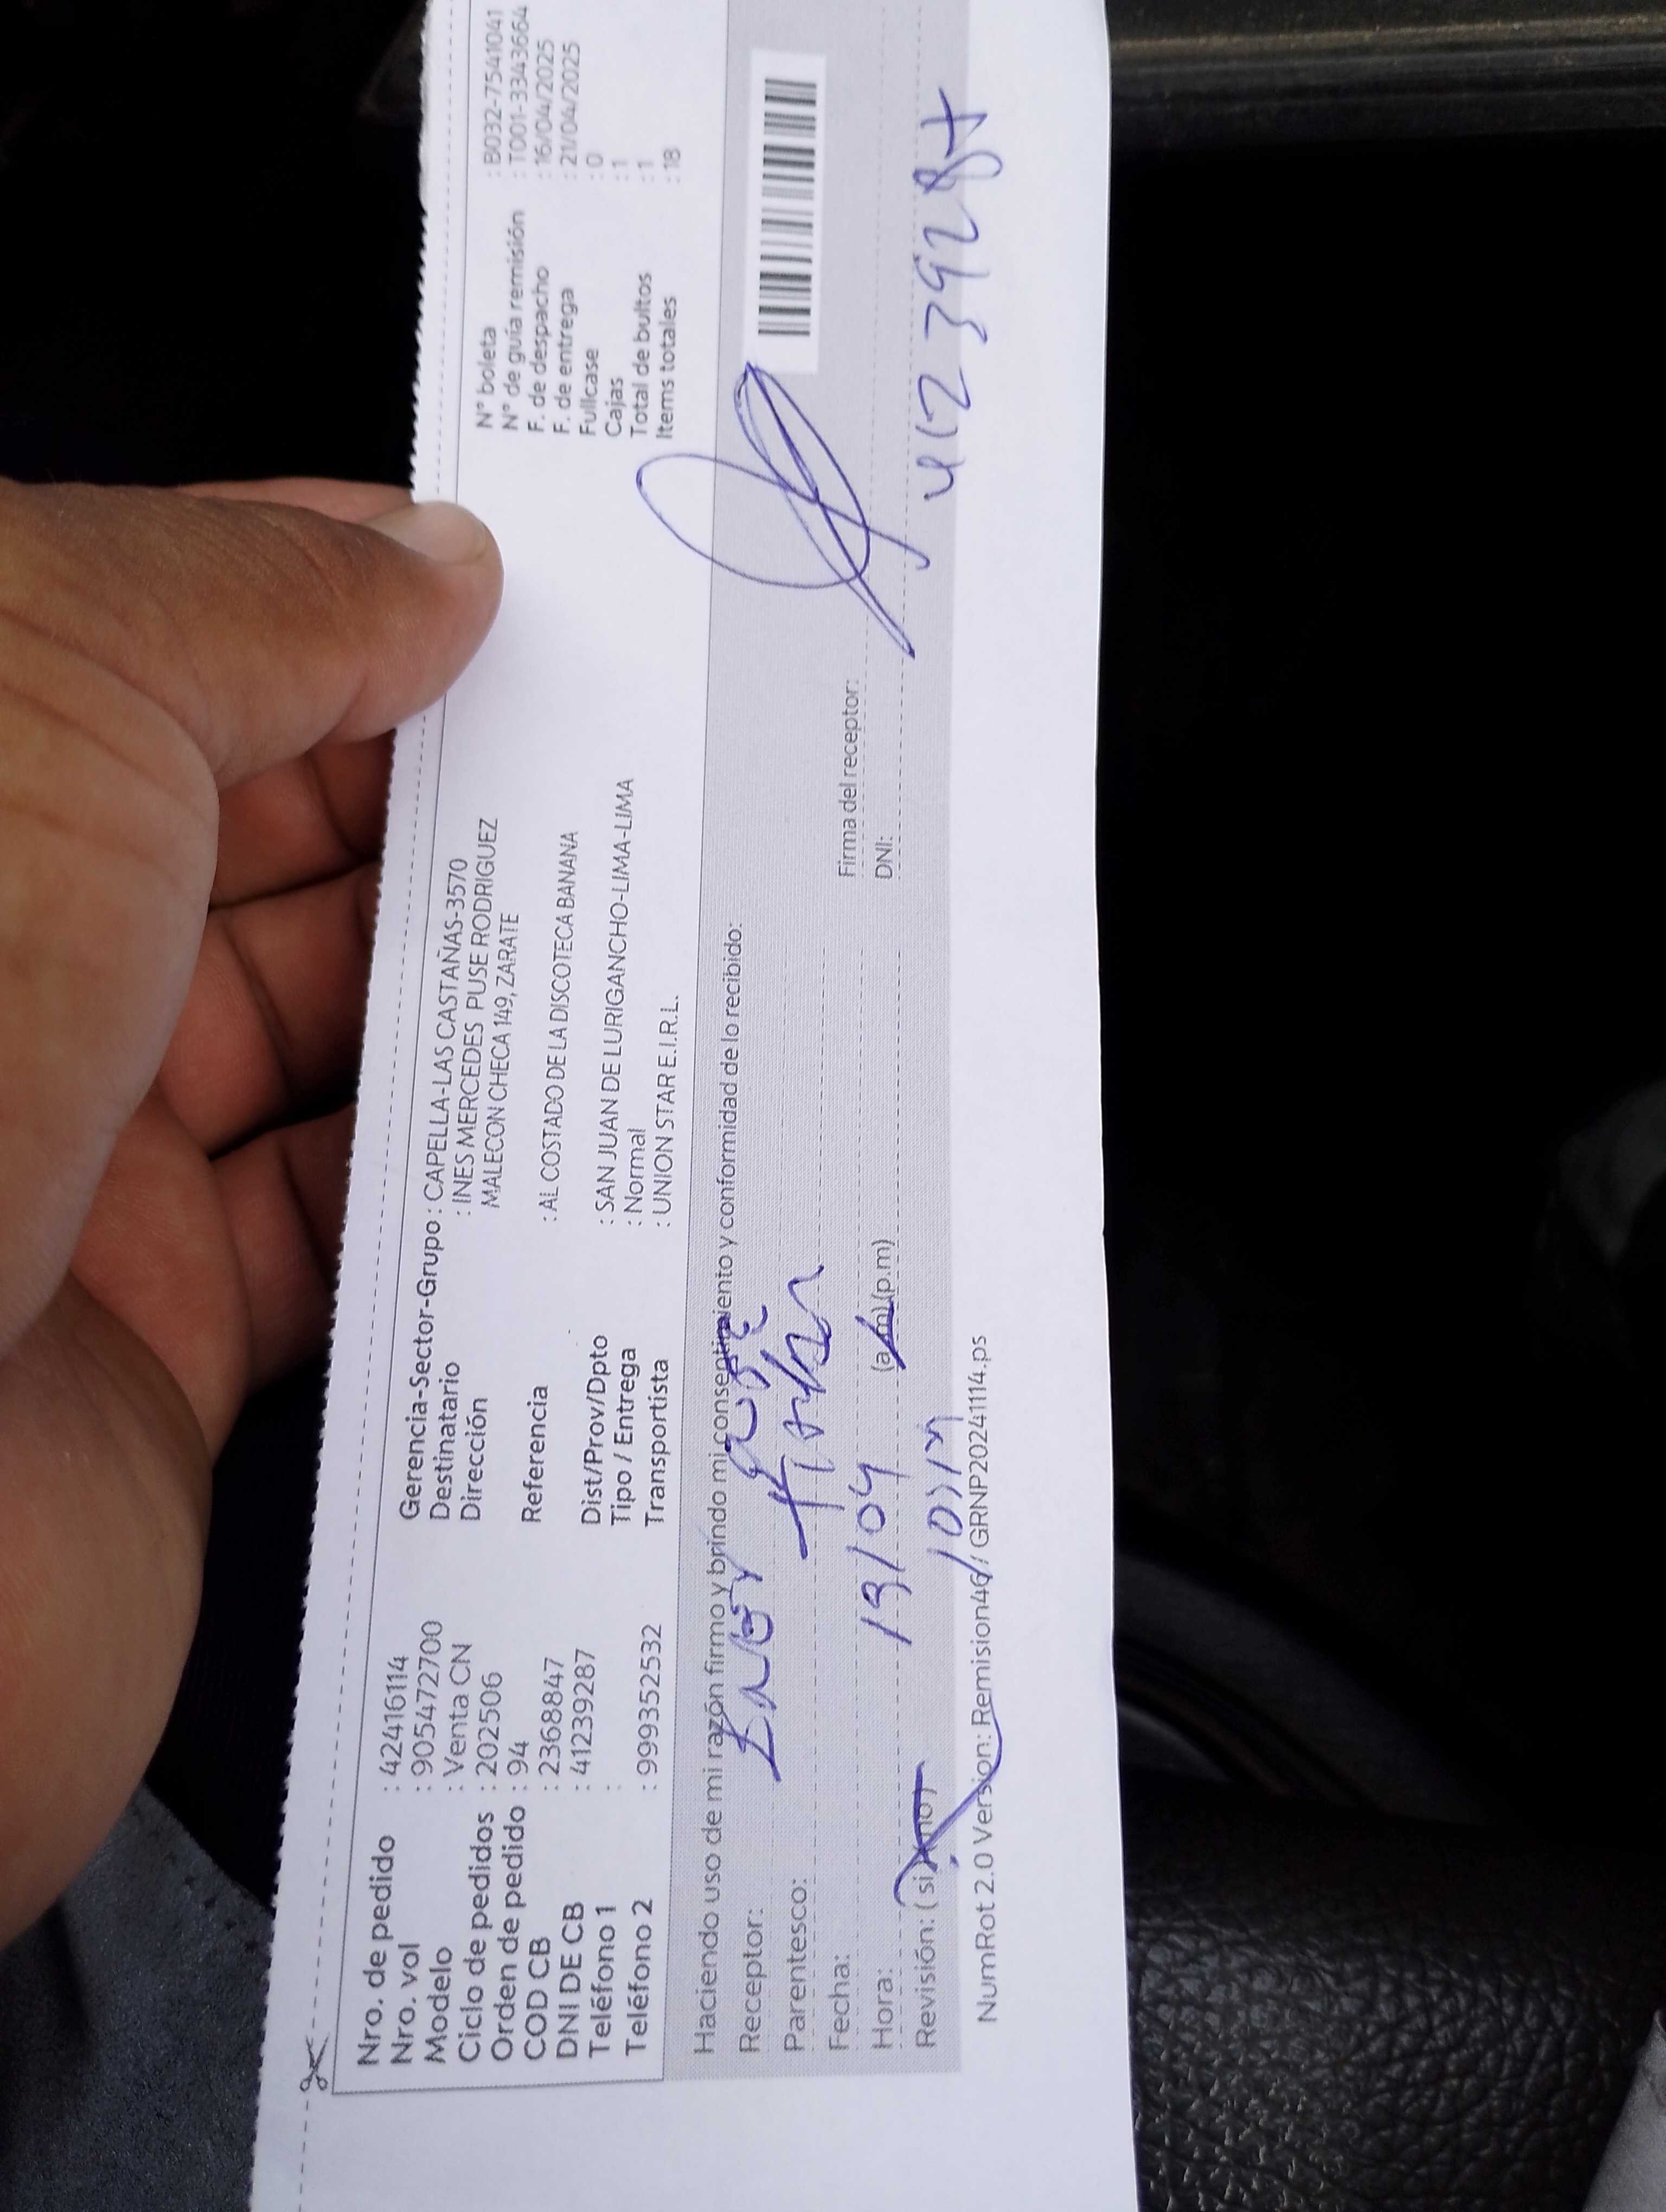 Nro. de pedido : 42416114
Nro. vol : 905472700
Modelo : Venta CN
Ciclo de pedidos : 202506
Orden de pedido : 94
COD CB : 2368847
DNI DE CB : 41239287
Teléfono 1 :
Teléfono 2 : 999352532
Gerencia-Sector-Grupo : CAPELLA-LAS CASTAÑAS-3570
Destinatario : INES MERCEDES PUSE RODRIGUEZ
Dirección MALECON CHECA 149, ZARATE
Referencia : AL COSTADO DE LA DISCOTECA BANANA
Dist/Prov/Dpto : SAN JUAN DE LURIGANCHO-LIMA-LIMA
Tipo / Entrega : Normal
Transportista : UNION STAR E.I.R.L.
N° boleta : B032-7541041
N° de guía remisión : T001-3343664
F. de despacho : 16/04/2025
F. de entrega : 21/04/2025
Fullcase : 0
Cajas : 1
Total de bultos : 1
Items totales : 18
Haciendo uso de mi razón firmo y brindo mi consentimiento y conformidad de lo recibido:
Receptor:
Parentesco:
Fecha: 19/04
Hora: (a.m) (p.m)
Revisión: (si) (no)
Firma del receptor:
DNI: 41239287
NumRot 2.0 Version: Remision46/ GRNP20241114.ps